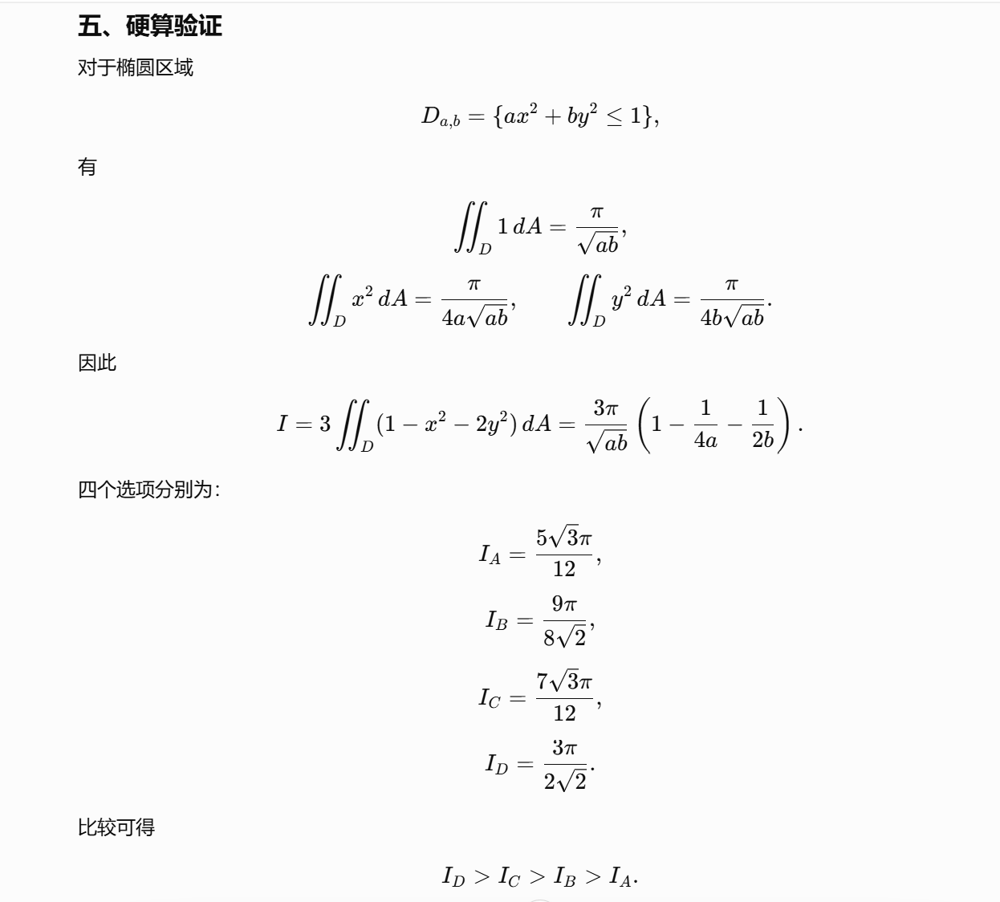 五、硬算验证
对于椭圆区域
$D_{a,b} = \{ax^2 + by^2 \leq 1\},$
有
$\iint_D 1\, dA = \frac{\pi}{\sqrt{ab}},$
$\iint_D x^2\, dA = \frac{\pi}{4a\sqrt{ab}}, \qquad \iint_D y^2\, dA = \frac{\pi}{4b\sqrt{ab}}.$
因此
$I = 3 \iint_D (1 - x^2 - 2y^2)\, dA = \frac{3\pi}{\sqrt{ab}} \left(1 - \frac{1}{4a} - \frac{1}{2b}\right).$
四个选项分别为：
$I_A = \frac{5\sqrt{3}\pi}{12},$
$I_B = \frac{9\pi}{8\sqrt{2}},$
$I_C = \frac{7\sqrt{3}\pi}{12},$
$I_D = \frac{3\pi}{2\sqrt{2}}.$
比较可得
$I_D > I_C > I_B > I_A.$